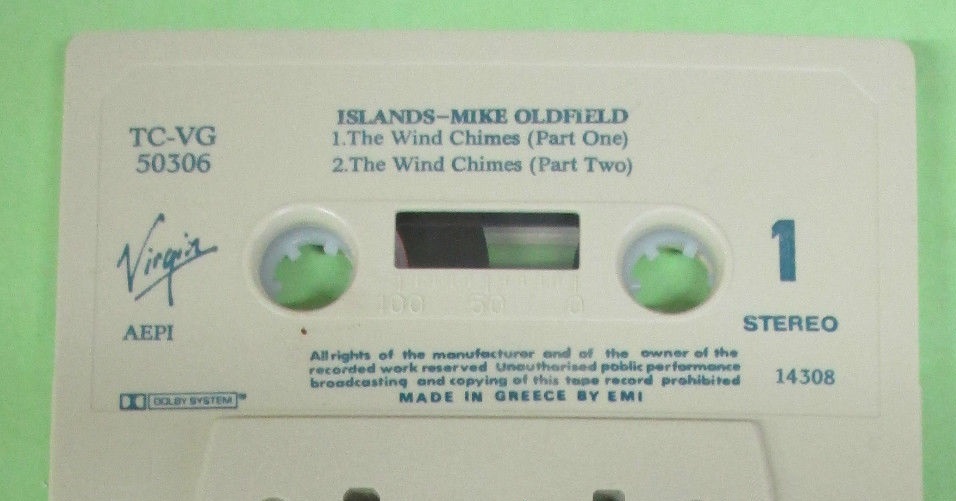 ISLANDS-MIKE OLDFIELD
1.The Wind Chimes (Part One)
2.The Wind Chimes (Part Two)
TC-VG
50306
Virgin
AEPI
100 50 0
1
STEREO
All rights of the manufacturer and of the owner of the
recorded work reserved Unauthorised public performance
broadcasting and copying of this tape record prohibited
MADE IN GREECE BY EMI
14308
DOLBY SYSTEM™